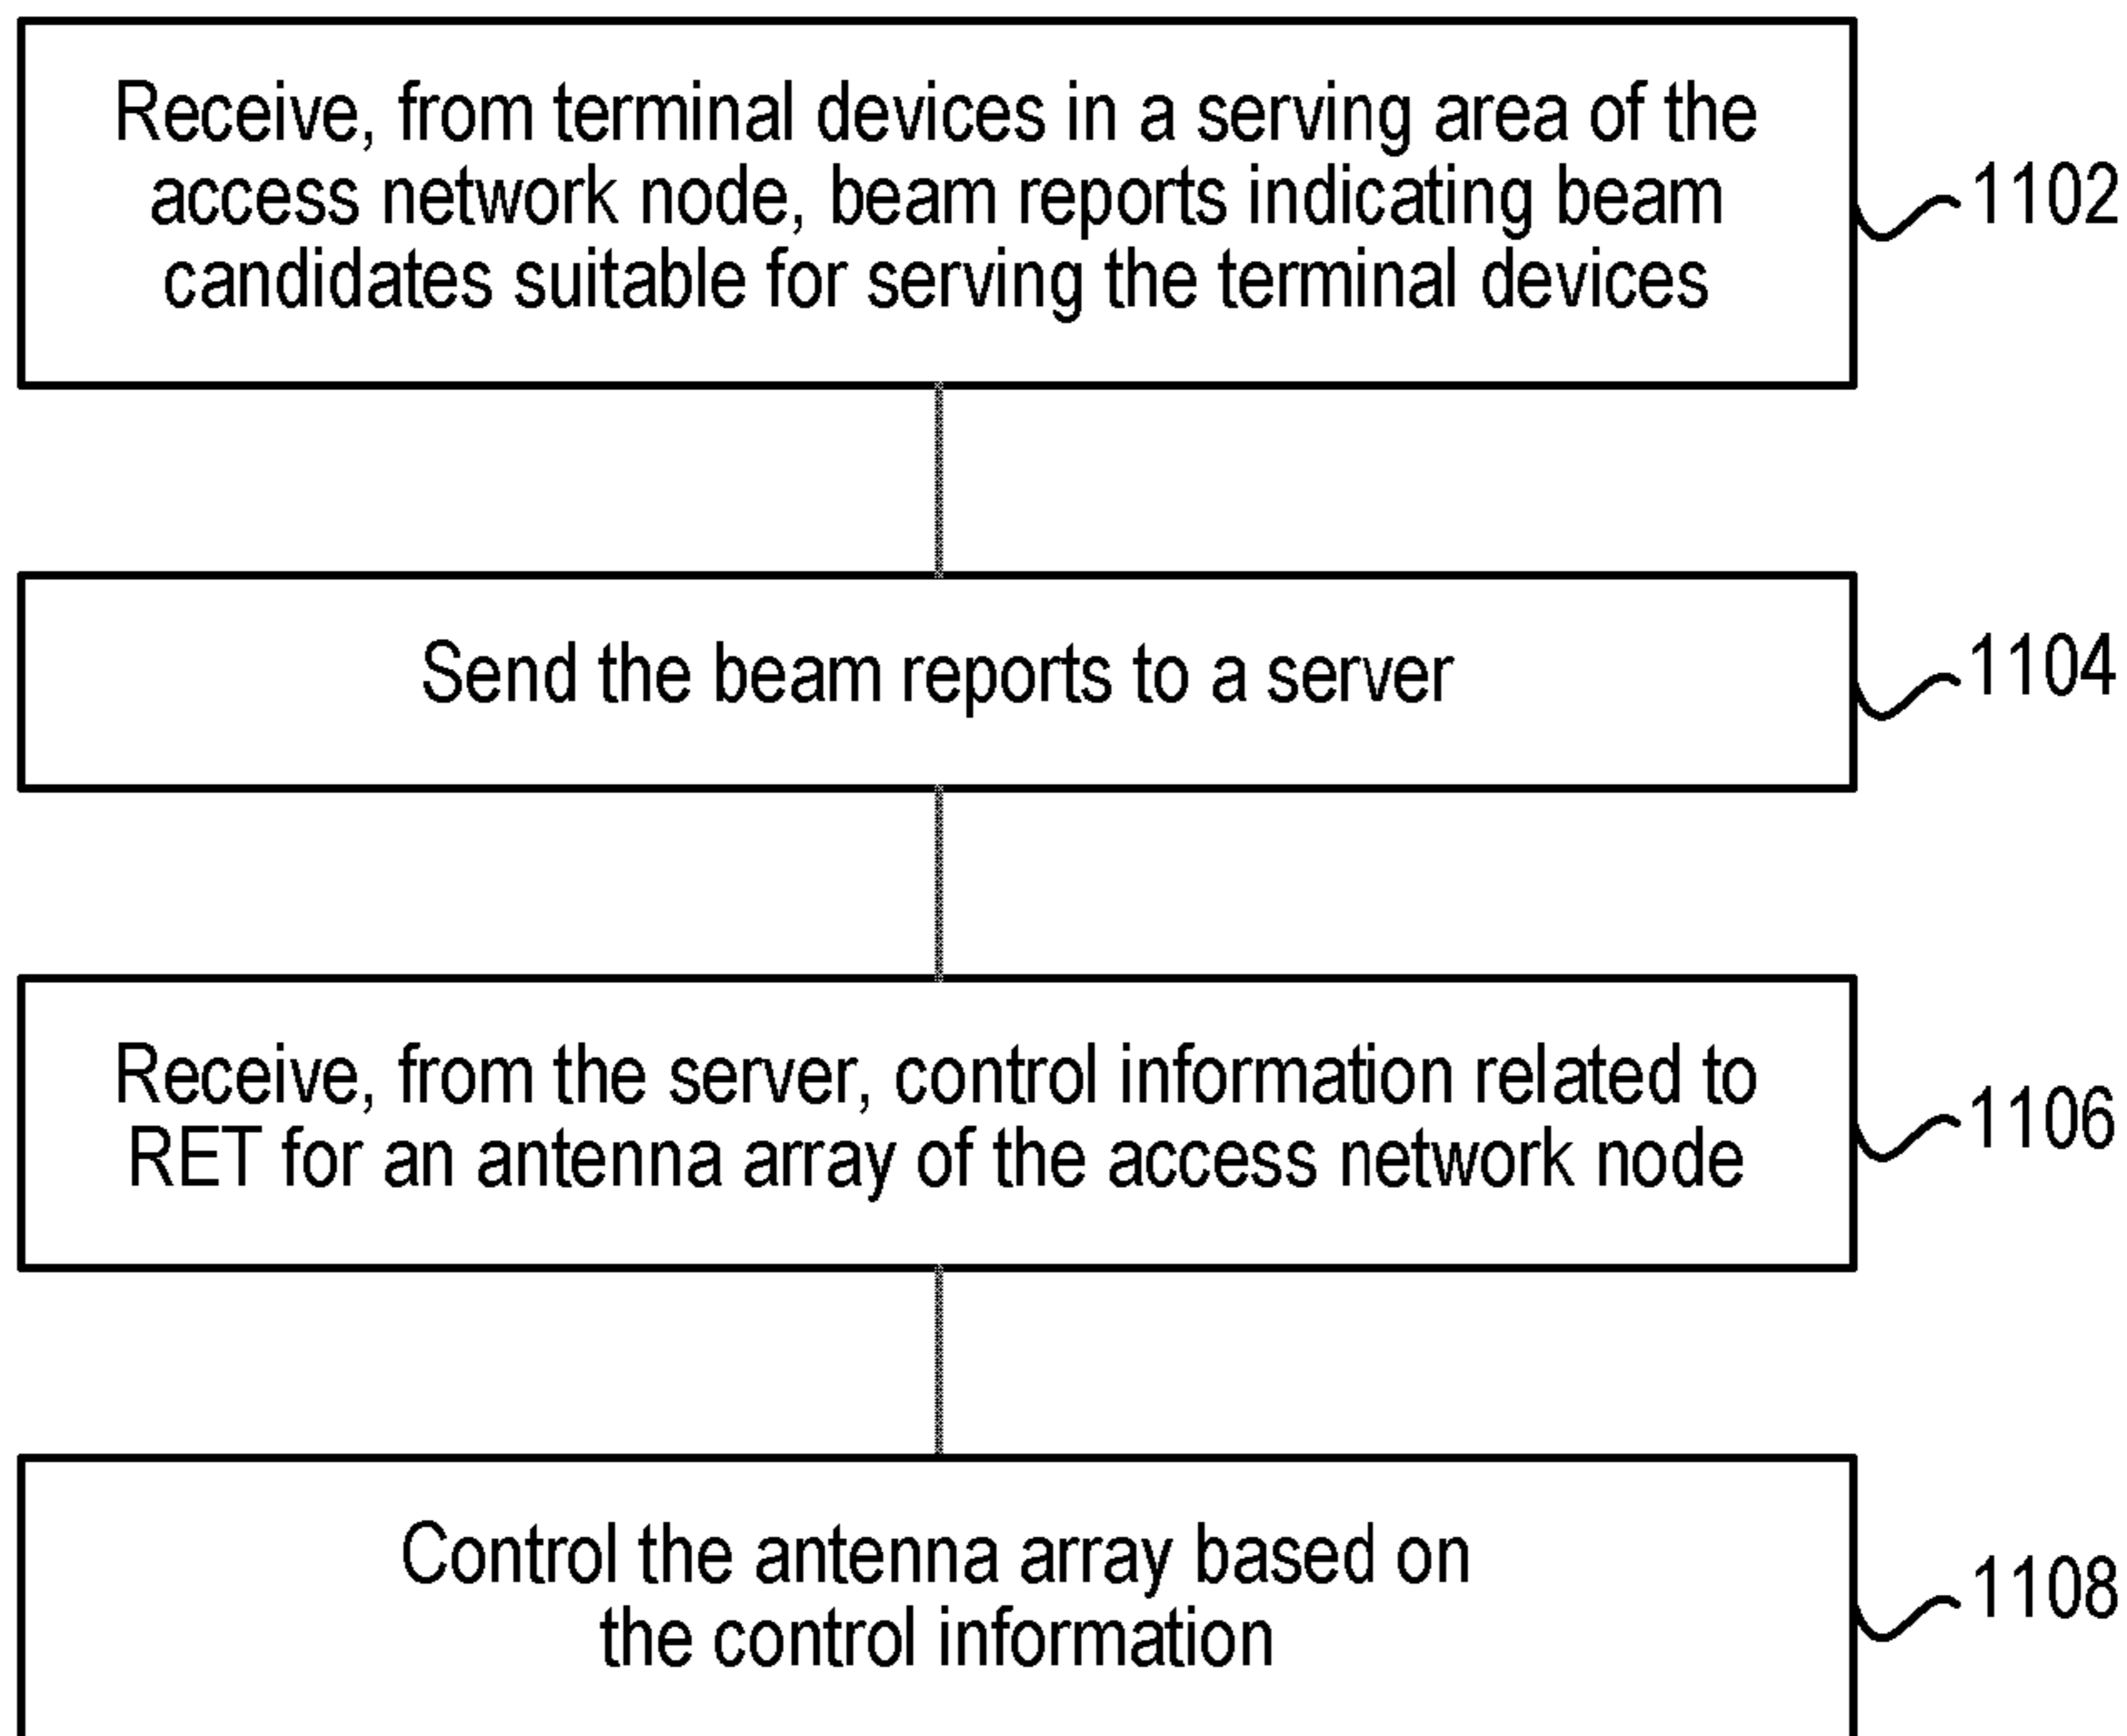 Receive, from terminal devices in a serving area of the
access network node, beam reports indicating beam
candidates suitable for serving the terminal devices
1102
Send the beam reports to a server
1104
Receive, from the server, control information related to
RET for an antenna array of the access network node
1106
Control the antenna array based on
the control information
1108